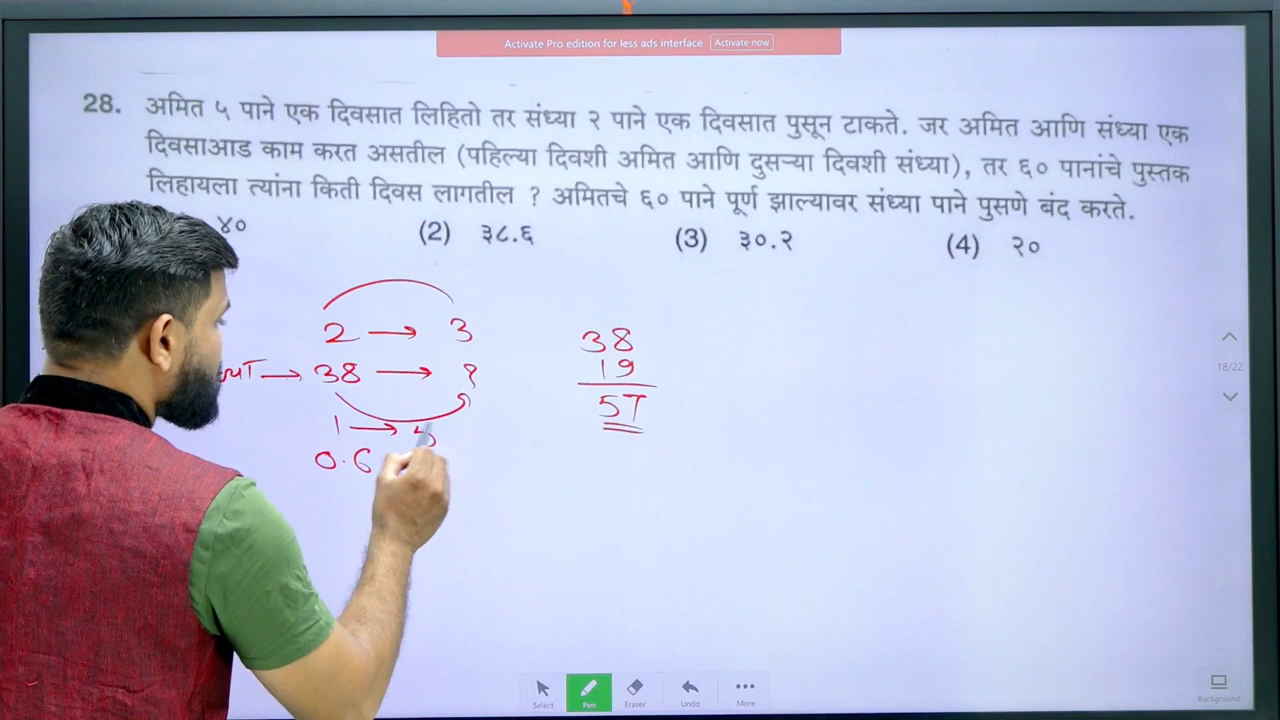 Activate Pro edition for less ads interface Activate now
28. अमित ५ पाने एक दिवसात लिहितो तर संध्या २ पाने एक दिवसात पुसून टाकते. जर अमित आणि संध्या एक
दिवसाआड काम करत असतील (पहिल्या दिवशी अमित आणि दुसऱ्या दिवशी संध्या), तर ६० पानांचे पुस्तक
लिहायला त्यांना किती दिवस लागतील ? अमितचे ६० पाने पूर्ण झाल्यावर संध्या पाने पुसणे बंद करते.
४० (2) ३८.६ (3) ३०.२ (4) २०
2 → 3
→ 38 → ?
1 → 5
0.6
38
19
57
18/22
Select Pen Eraser Undo More
Background